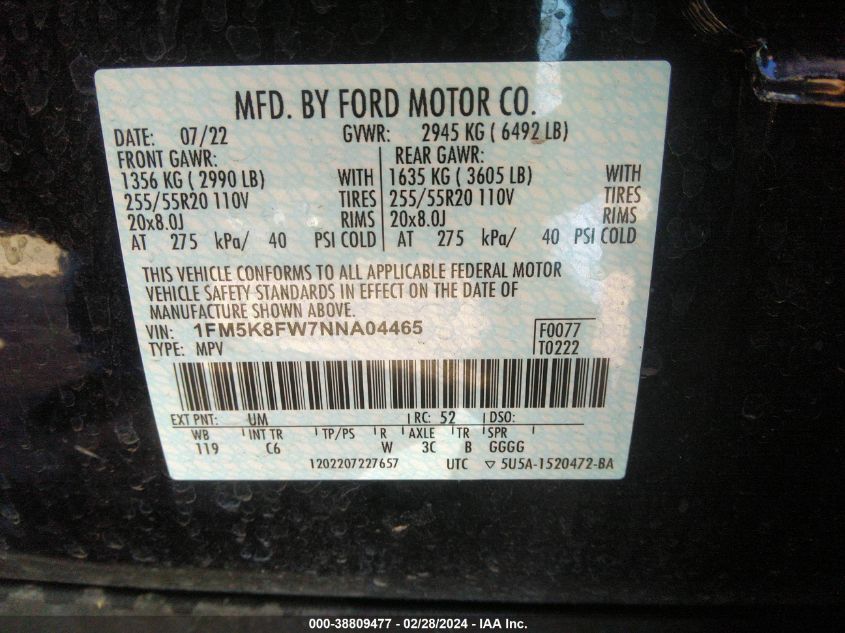 MFD. BY FORD MOTOR CO.
DATE: 07/22 GVWR: 2945 KG ( 6492 LB)
FRONT GAWR: REAR GAWR:
1356 KG ( 2990 LB) WITH 1635 KG ( 3605 LB) WITH
255/55R20 110V TIRES 255/55R20 110V TIRES
20x8.0J RIMS 20x8.0J RIMS
AT 275 kPa/ 40 PSI COLD AT 275 kPa/ 40 PSI COLD
THIS VEHICLE CONFORMS TO ALL APPLICABLE FEDERAL MOTOR
VEHICLE SAFETY STANDARDS IN EFFECT ON THE DATE OF
MANUFACTURE SHOWN ABOVE.
VIN: 1FM5K8FW7NNA04465 F0077
TYPE: MPV T0222
EXT PNT: UM RC: 52 DSO:
WB INT TR TP/PS R AXLE TR SPR
119 C6 W 3C B GGGG
1202207227657 UTC ▽ 5U5A-1520472-BA
000-38809477 - 02/28/2024 - IAA Inc.